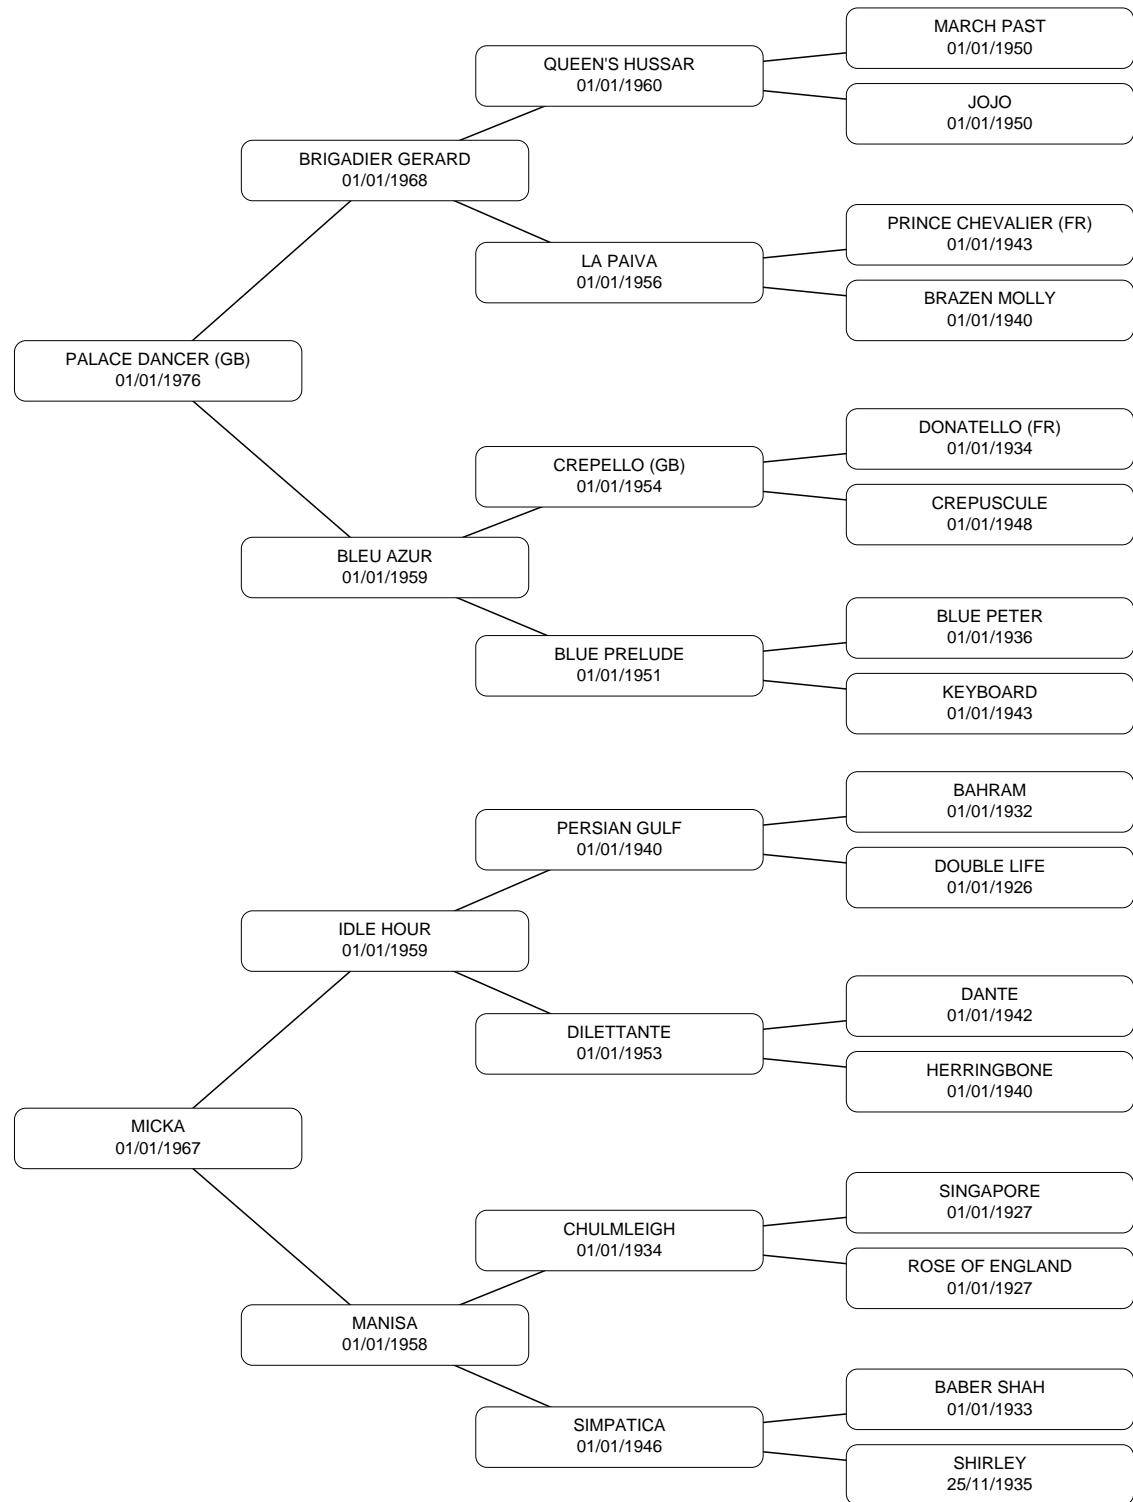 MARCH PAST
01/01/1950
QUEEN'S HUSSAR
01/01/1960
JOJO
01/01/1950
BRIGADIER GERARD
01/01/1968
PRINCE CHEVALIER (FR)
01/01/1943
LA PAIVA
01/01/1956
BRAZEN MOLLY
01/01/1940
PALACE DANCER (GB)
01/01/1976
DONATELLO (FR)
01/01/1934
CREPELLO (GB)
01/01/1954
CREPUSCULE
01/01/1948
BLEU AZUR
01/01/1959
BLUE PETER
01/01/1936
BLUE PRELUDE
01/01/1951
KEYBOARD
01/01/1943
BAHRAM
01/01/1932
PERSIAN GULF
01/01/1940
DOUBLE LIFE
01/01/1926
IDLE HOUR
01/01/1959
DANTE
01/01/1942
DILETTANTE
01/01/1953
HERRINGBONE
01/01/1940
MICKA
01/01/1967
SINGAPORE
01/01/1927
CHULMLEIGH
01/01/1934
ROSE OF ENGLAND
01/01/1927
MANISA
01/01/1958
BABER SHAH
01/01/1933
SIMPATICA
01/01/1946
SHIRLEY
25/11/1935